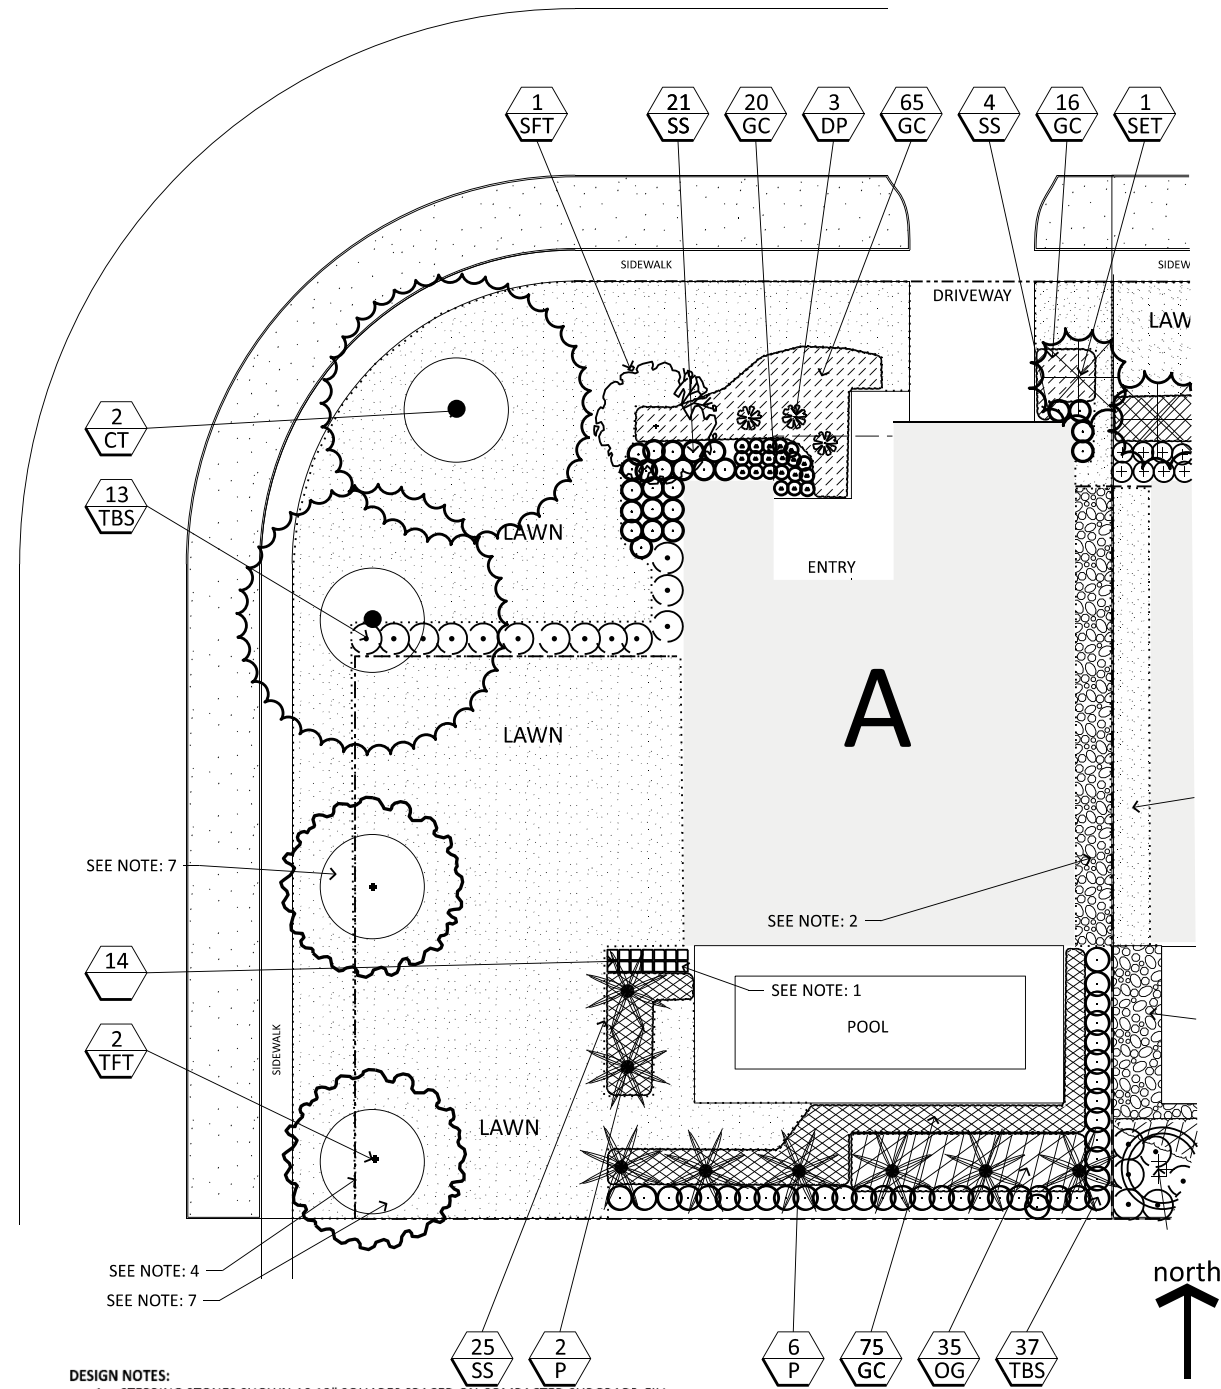 1
SFT
21
SS
20
GC
3
DP
65
GC
4
SS
16
GC
1
SET
SIDEWALK
SIDEW
DRIVEWAY
LAW
2
CT
13
TBS
LAWN
ENTRY
A
LAWN
SEE NOTE: 7
SEE NOTE: 2
14
SEE NOTE: 1
POOL
SIDEWALK
2
TFT
LAWN
SEE NOTE: 4
SEE NOTE: 7
north
25
SS
2
P
6
P
75
GC
35
OG
37
TBS
DESIGN NOTES: